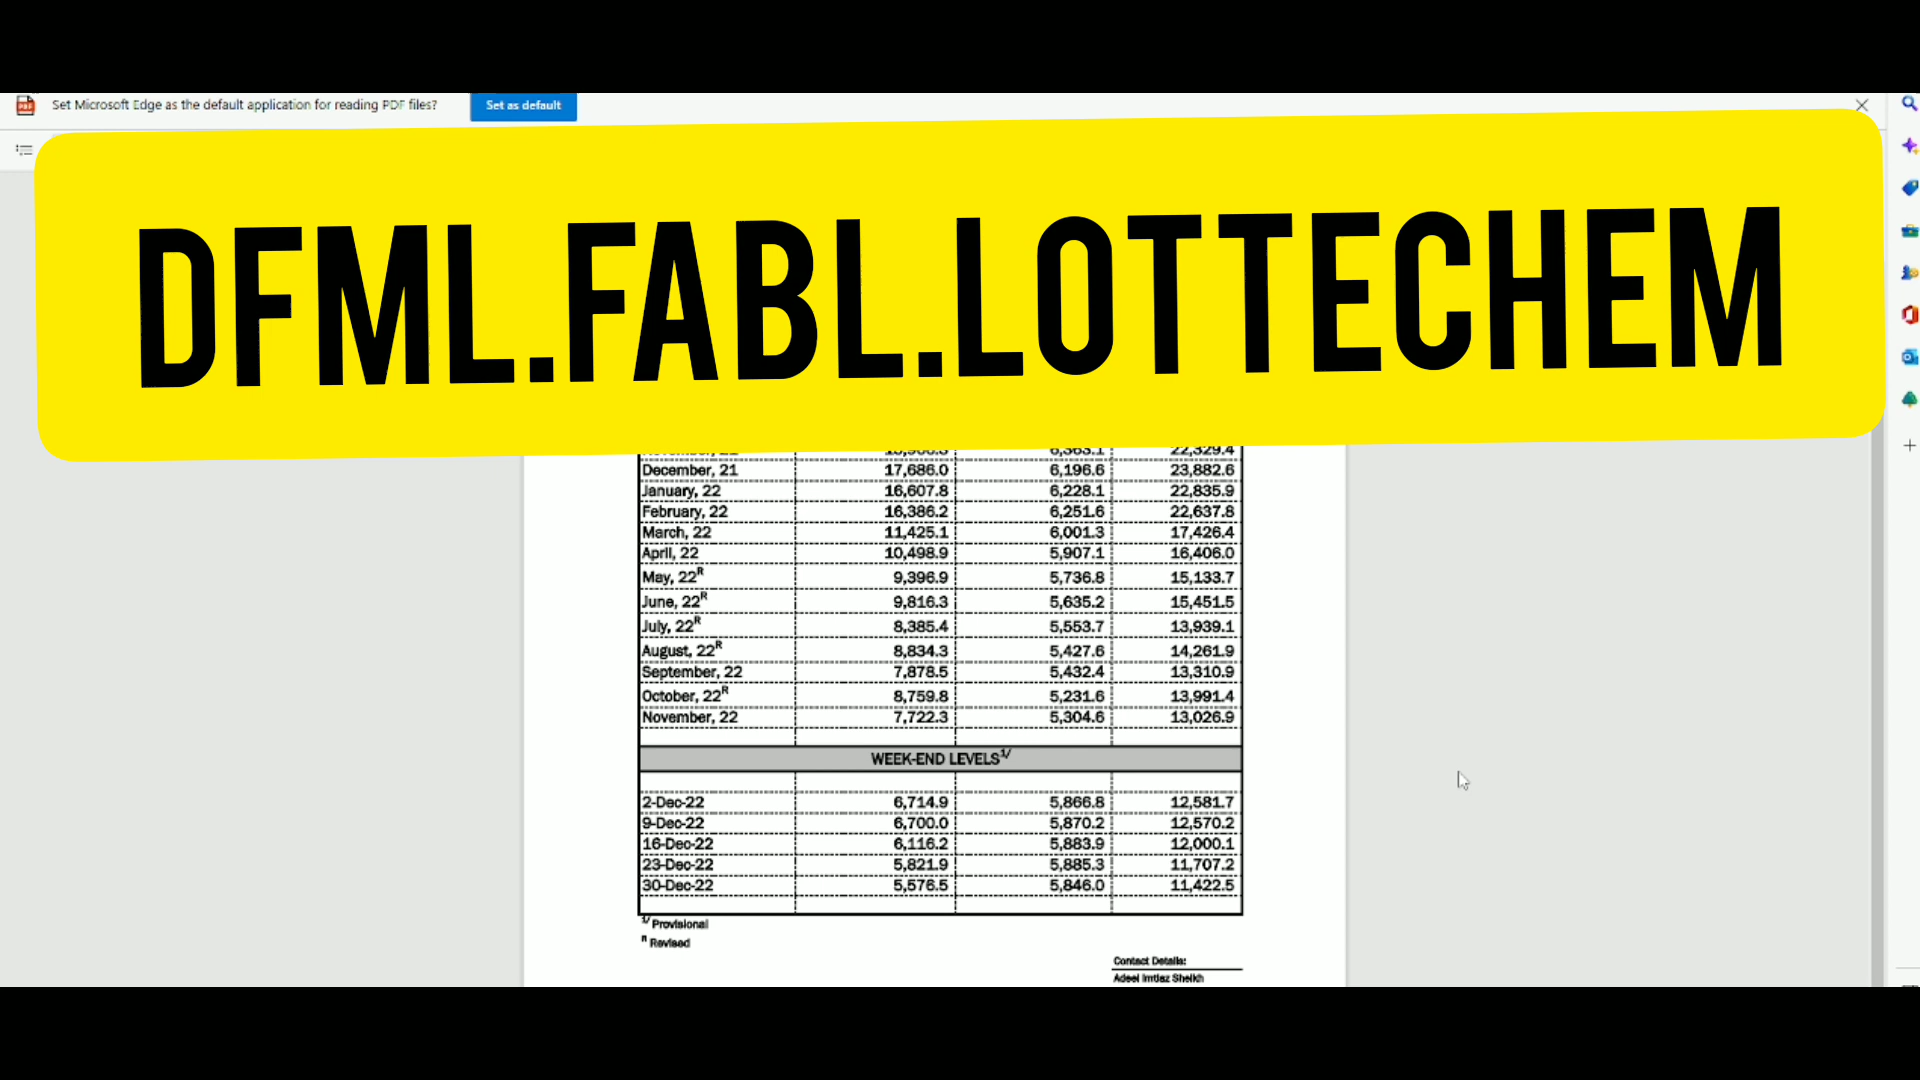 Set Microsoft Edge as the default application for reading PDF files? Set as default
DFML.FABL.LOTTECHEM
6,363.1 22,329.4
December, 21 17,686.0 6,196.6 23,882.6
January, 22 16,607.8 6,228.1 22,835.9
February, 22 16,386.2 6,251.6 22,637.8
March, 22 11,425.1 6,001.3 17,426.4
April, 22 10,498.9 5,907.1 16,406.0
May, 22R 9,396.9 5,736.8 15,133.7
June, 22R 9,816.3 5,635.2 15,451.5
July, 22R 8,385.4 5,553.7 13,939.1
August, 22R 8,834.3 5,427.6 14,261.9
September, 22 7,878.5 5,432.4 13,310.9
October, 22R 8,759.8 5,231.6 13,991.4
November, 22 7,722.3 5,304.6 13,026.9
WEEK-END LEVELS1/
2-Dec-22 6,714.9 5,866.8 12,581.7
9-Dec-22 6,700.0 5,870.2 12,570.2
16-Dec-22 6,116.2 5,883.9 12,000.1
23-Dec-22 5,821.9 5,885.3 11,707.2
30-Dec-22 5,576.5 5,846.0 11,422.5
1/ Provisional
R Revised
Contact Details:
Adeel Imtiaz Sheikh